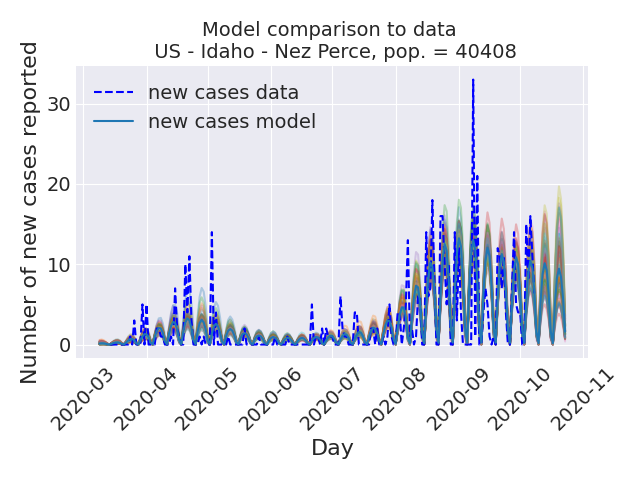 Model comparison to data
US - Idaho - Nez Perce, pop. = 40408
Number of new cases reported
30
20
10
0
new cases data
new cases model
2020-03
2020-04
2020-05
2020-06
2020-07
2020-08
2020-09
2020-10
2020-11
Day